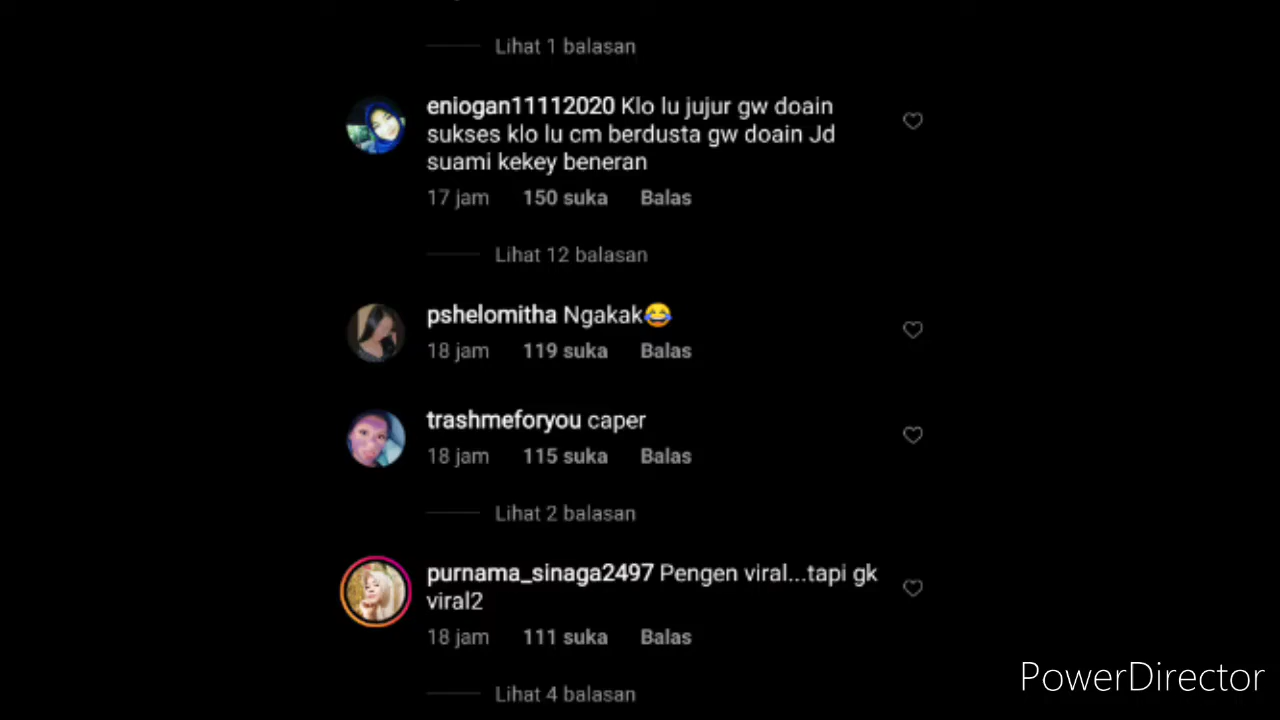 Lihat 1 balasan
eniogan11112020 Klo lu jujur gw doain
sukses klo lu cm berdusta gw doain Jd
suami kekey beneran
17 jam 150 suka Balas
Lihat 12 balasan
pshelomitha Ngakak😂
18 jam 119 suka Balas
trashmeforyou caper
18 jam 115 suka Balas
Lihat 2 balasan
purnama_sinaga2497 Pengen viral...tapi gk
viral2
18 jam 111 suka Balas
Lihat 4 balasan
PowerDirector